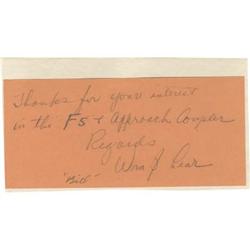 Thanks for your interest
in the F5 + Approach Coupler
Regards
Wm P Lear
"Bill"